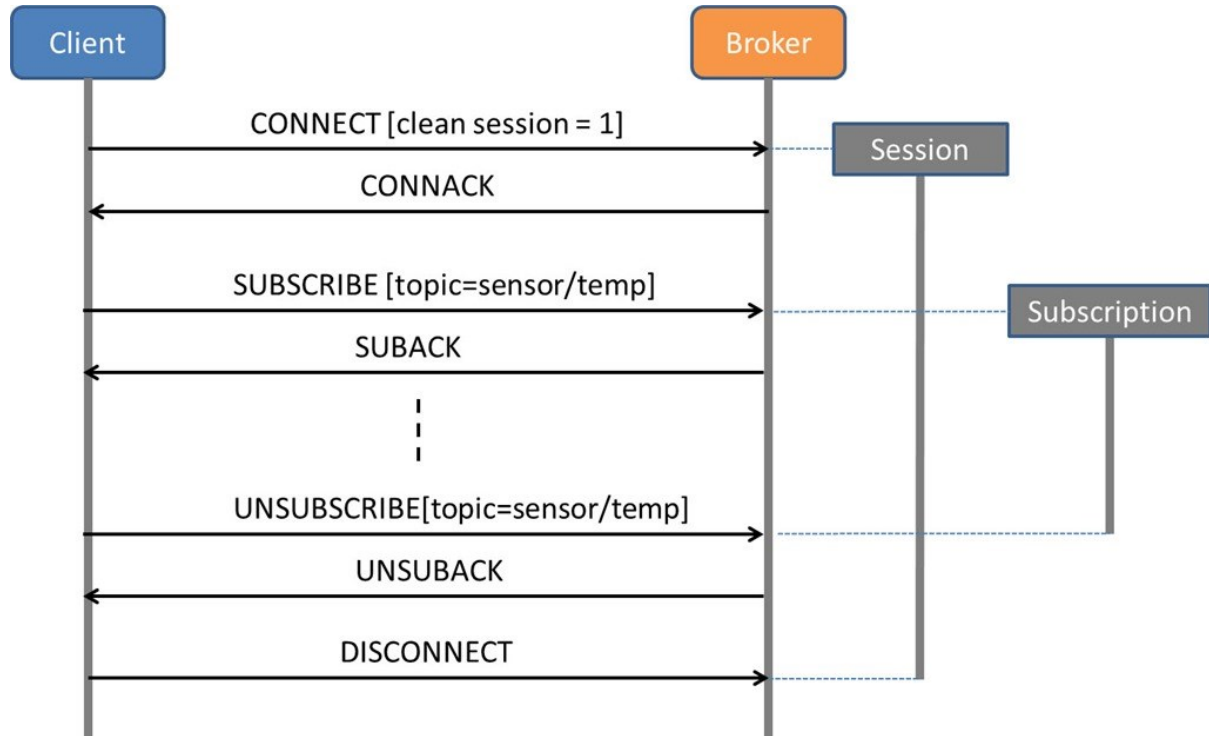 Client
Broker
CONNECT [clean session = 1]
Session
CONNACK
SUBSCRIBE [topic=sensor/temp]
Subscription
SUBACK
UNSUBSCRIBE[topic=sensor/temp]
UNSUBACK
DISCONNECT